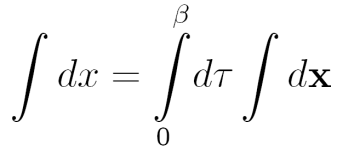 ∫ dx = ∫₀^β dτ ∫ d𝐱